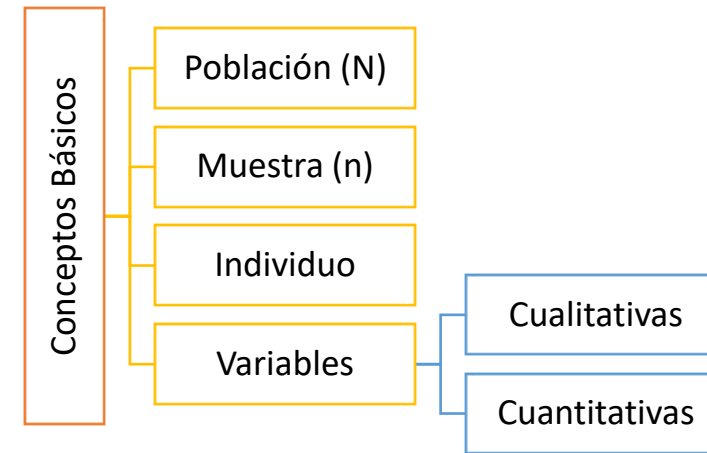 Conceptos Básicos
Población (N)
Muestra (n)
Individuo
Variables
Cualitativas
Cuantitativas